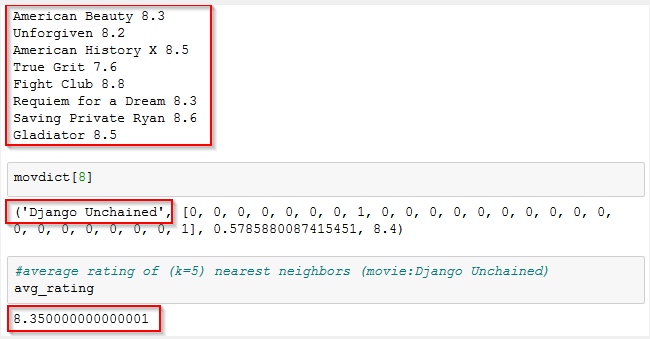 American Beauty 8.3
Unforgiven 8.2
American History X 8.5
True Grit 7.6
Fight Club 8.8
Requiem for a Dream 8.3
Saving Private Ryan 8.6
Gladiator 8.5
movdict[8]
('Django Unchained', [0, 0, 0, 0, 0, 0, 0, 1, 0, 0, 0, 0, 0, 0, 0, 0, 0, 0,
0, 0, 0, 0, 0, 0, 0, 1], 0.5785880087415451, 8.4)
#average rating of (k=5) nearest neighbors (movie:Django Unchained)
avg_rating
8.350000000000001